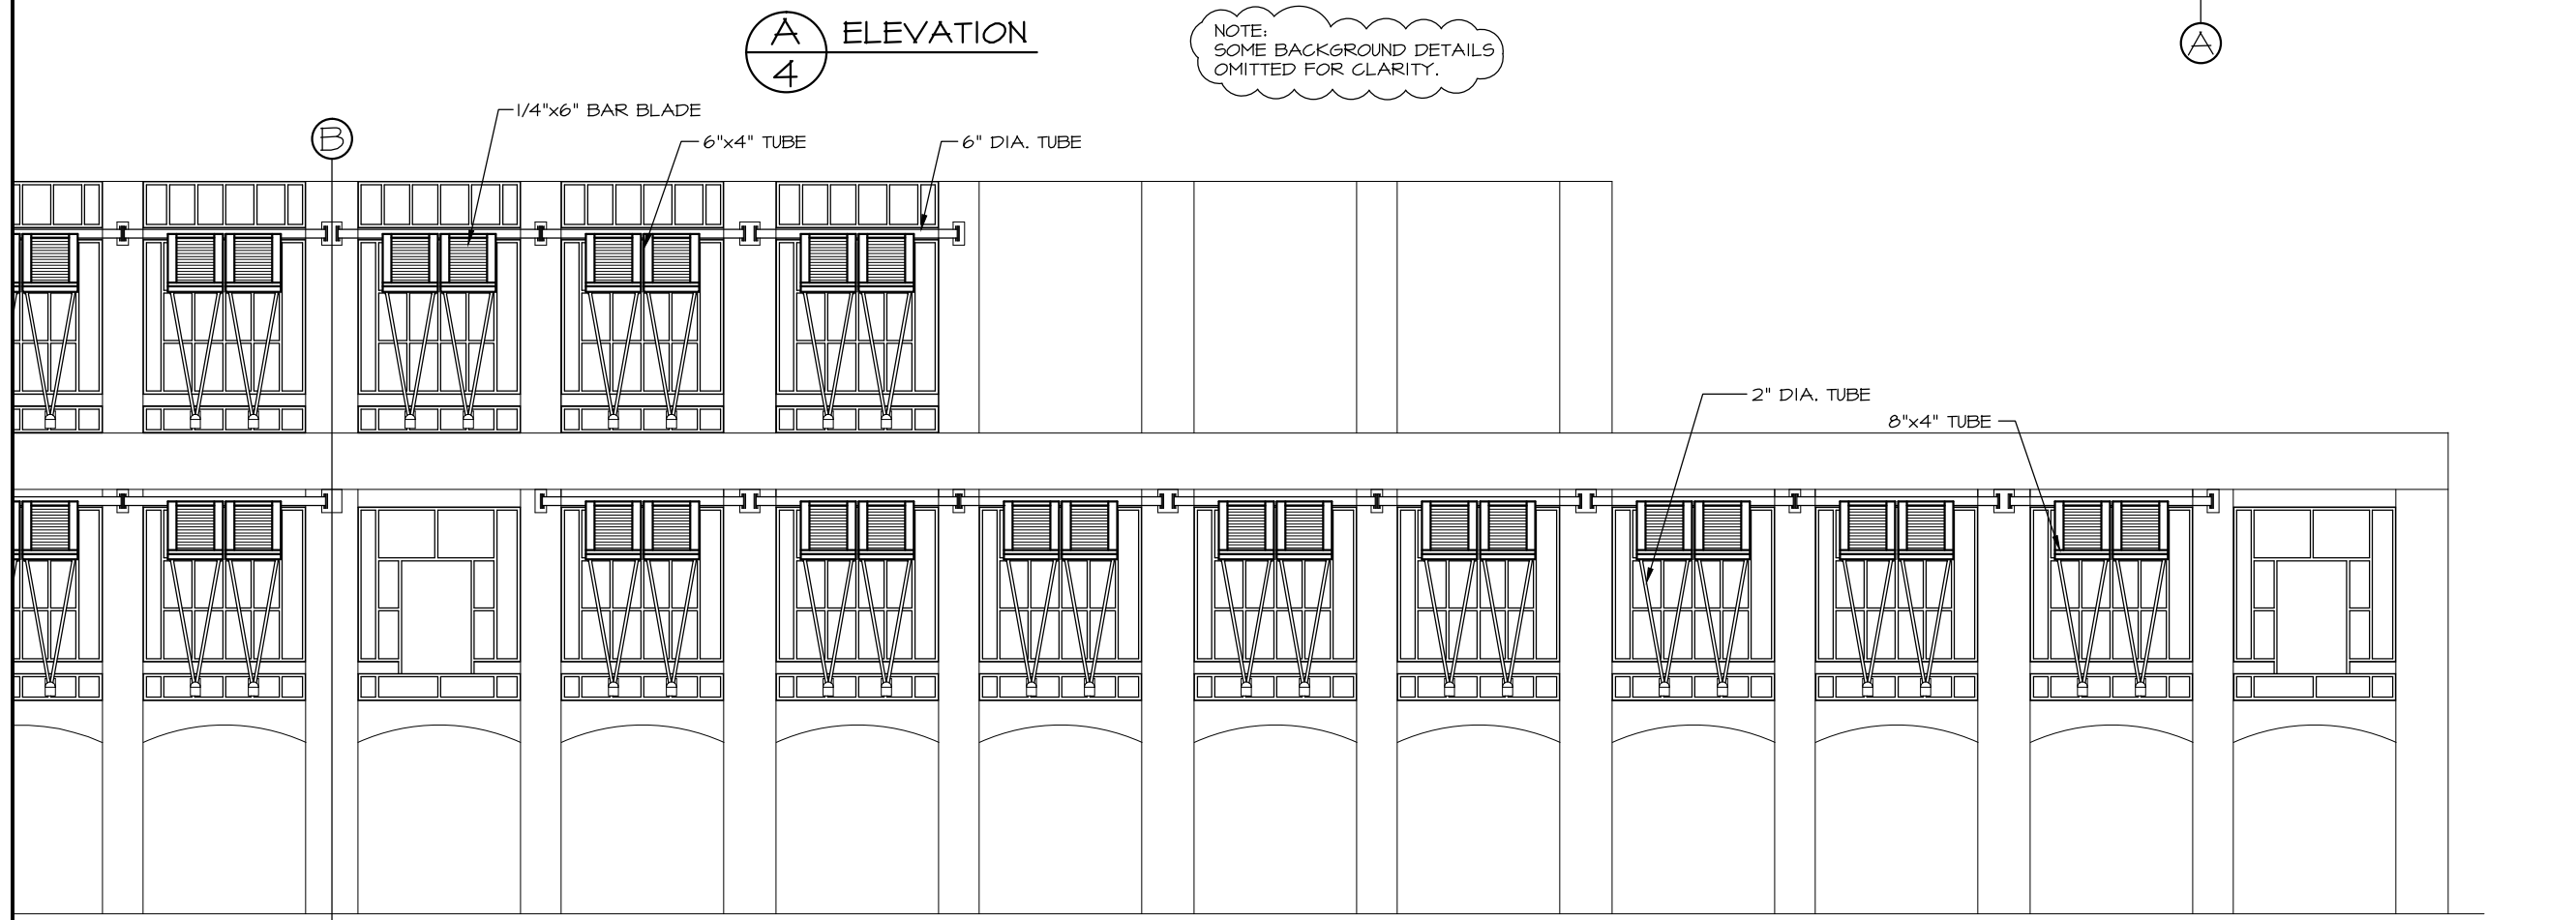 A
4
ELEVATION
NOTE:
SOME BACKGROUND DETAILS
OMITTED FOR CLARITY.
A
1/4"x6" BAR BLADE
B
6"x4" TUBE
6" DIA. TUBE
2" DIA. TUBE
8"x4" TUBE